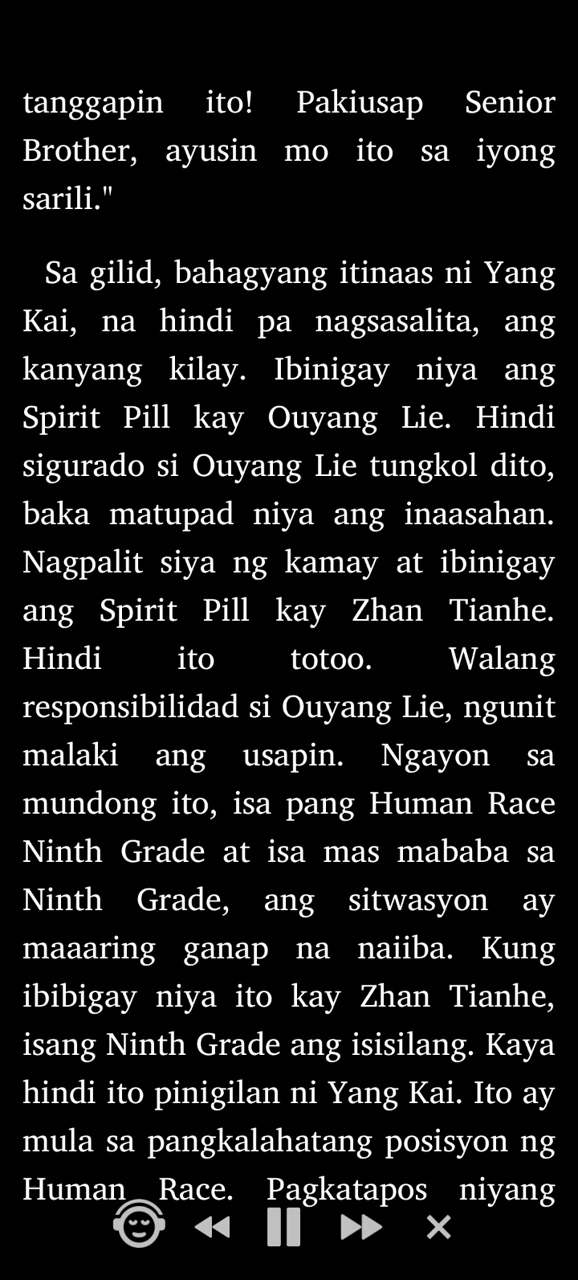 tanggapin ito! Pakiusap Senior
Brother, ayusin mo ito sa iyong
sarili."
Sa gilid, bahagyang itinaas ni Yang
Kai, na hindi pa nagsasalita, ang
kanyang kilay. Ibinigay niya ang
Spirit Pill kay Ouyang Lie. Hindi
sigurado si Ouyang Lie tungkol dito,
baka matupad niya ang inaasahan.
Nagpalit siya ng kamay at ibinigay
ang Spirit Pill kay Zhan Tianhe.
Hindi ito totoo. Walang
responsibilidad si Ouyang Lie, ngunit
malaki ang usapin. Ngayon sa
mundong ito, isa pang Human Race
Ninth Grade at isa mas mababa sa
Ninth Grade, ang sitwasyon ay
maaaring ganap na naiiba. Kung
ibibigay niya ito kay Zhan Tianhe,
isang Ninth Grade ang isisilang. Kaya
hindi ito pinigilan ni Yang Kai. Ito ay
mula sa pangkalahatang posisyon ng
Human Race. Pagkatapos niyang